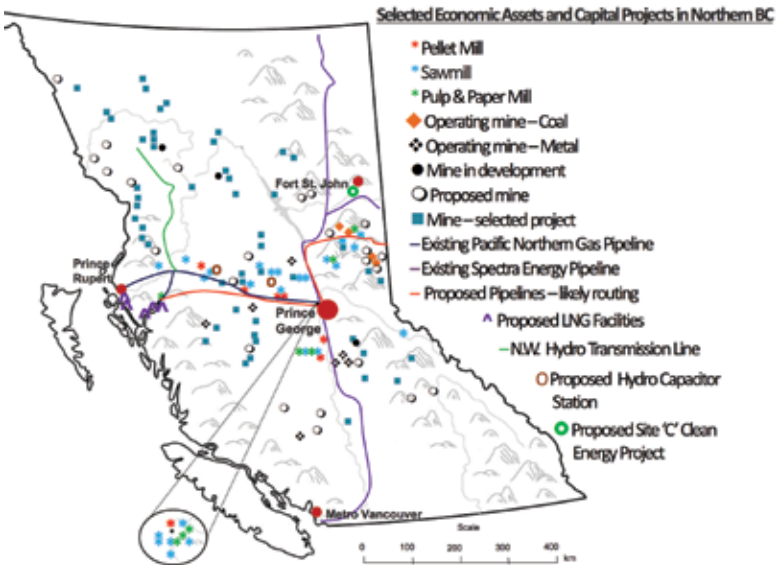 Selected Economic Assets and Capital Projects in Northern BC
* Pellet Mill
* Sawmill
* Pulp & Paper Mill
Operating mine – Coal
Operating mine – Metal
Mine in development
Proposed mine
Mine – selected project
Existing Pacific Northern Gas Pipeline
Existing Spectra Energy Pipeline
Proposed Pipelines – likely routing
^ Proposed LNG Facilities
N.W. Hydro Transmission Line
Proposed Hydro Capacitor
Station
Proposed Site 'C' Clean
Energy Project
Fort St. John
Prince
Rupert
Prince
George
Metro Vancouver
Scale
0 100 200 300 400
km